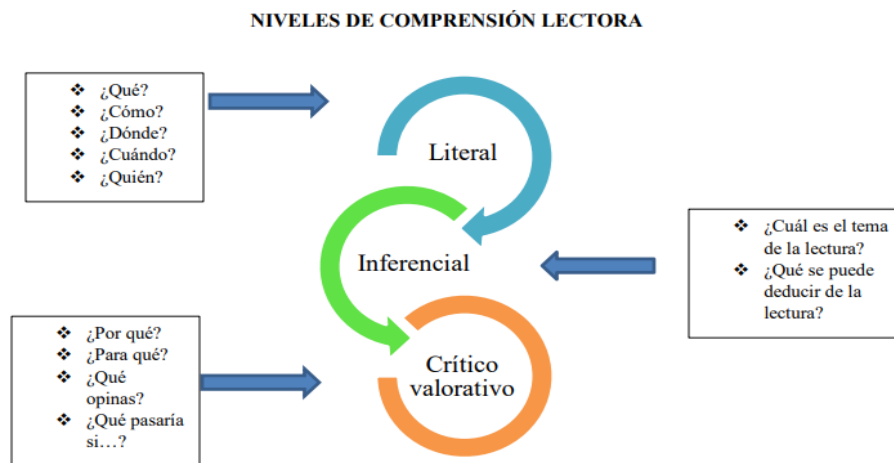 NIVELES DE COMPRENSIÓN LECTORA
❖ ¿Qué?
❖ ¿Cómo?
❖ ¿Dónde?
❖ ¿Cuándo?
❖ ¿Quién?
Literal
Inferencial
❖ ¿Cuál es el tema
de la lectura?
❖ ¿Qué se puede
deducir de la
lectura?
❖ ¿Por qué?
❖ ¿Para qué?
❖ ¿Qué
opinas?
❖ ¿Qué pasaría
si…?
Crítico
valorativo